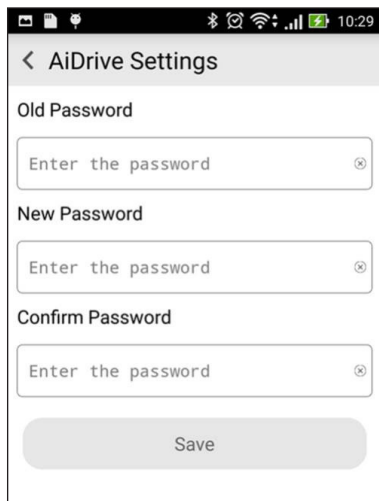 10:29
AiDrive Settings
Old Password
Enter the password
New Password
Enter the password
Confirm Password
Enter the password
Save